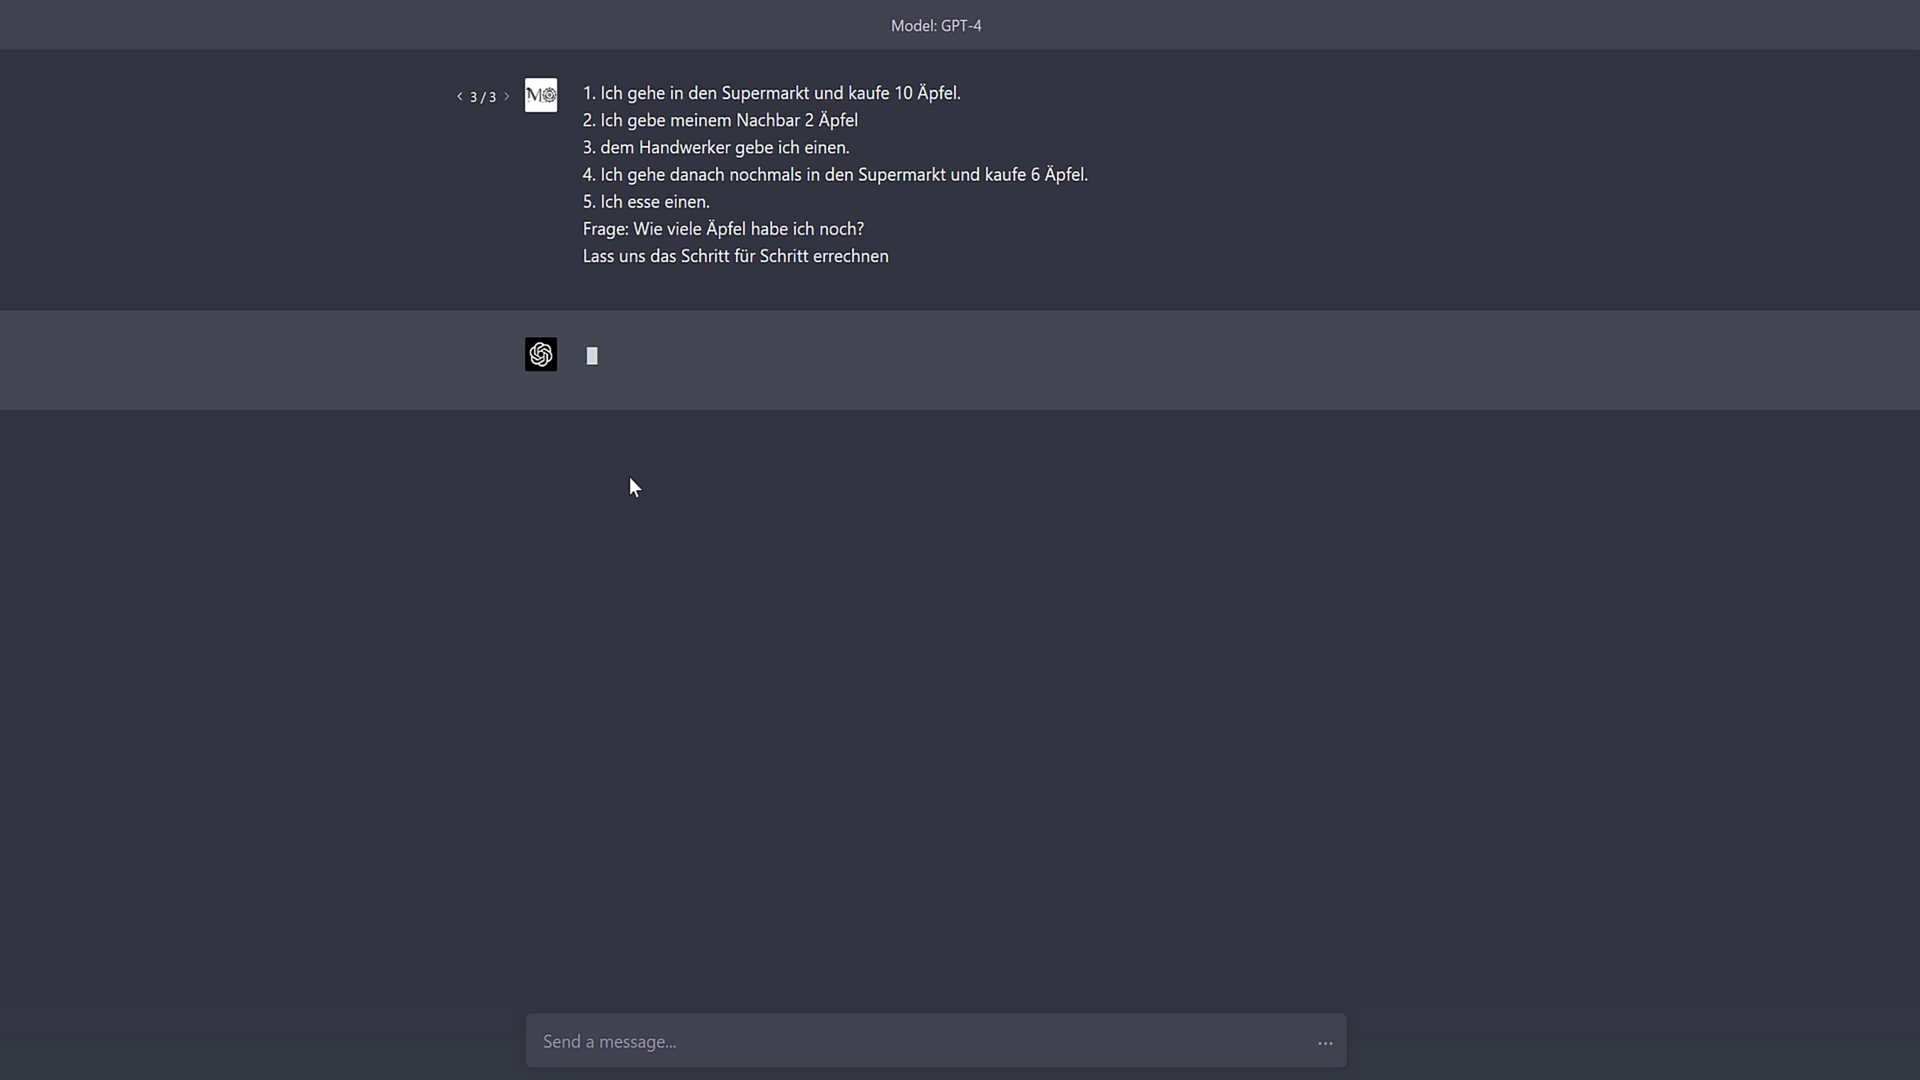 Model: GPT-4
< 3 / 3 >
1. Ich gehe in den Supermarkt und kaufe 10 Äpfel.
2. Ich gebe meinem Nachbar 2 Äpfel
3. dem Handwerker gebe ich einen.
4. Ich gehe danach nochmals in den Supermarkt und kaufe 6 Äpfel.
5. Ich esse einen.
Frage: Wie viele Äpfel habe ich noch?
Lass uns das Schritt für Schritt errechnen
Send a message...